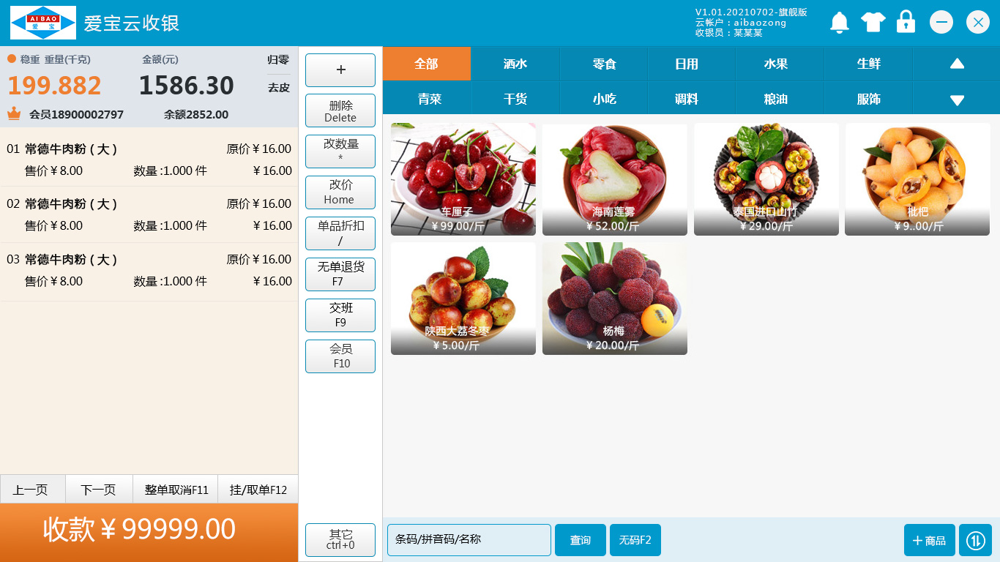 AIBAO
爱 宝
爱宝云收银
V1.01.20210702-旗舰版
云帐户：aibaozong
收银员：某某某
稳重 重量(千克) 金额(元) 归零
199.882 1586.30
去皮
会员18900002797 余额2852.00
01 常德牛肉粉 ( 大 ) 原价￥16.00
售价￥8.00 数量 :1.000 件 ￥16.00
02 常德牛肉粉 ( 大 ) 原价￥16.00
售价￥8.00 数量 :1.000 件 ￥16.00
03 常德牛肉粉 ( 大 ) 原价￥16.00
售价￥8.00 数量 :1.000 件 ￥16.00
上一页 下一页 整单取消F11 挂/取单F12
收款￥99999.00
+
删除
Delete
改数量
*
改价
Home
单品折扣
/
无单退货
F7
交班
F9
会员
F10
其它
ctrl+0
全部 洒水 零食 日用 水果 生鲜
青菜 干货 小吃 调料 粮油 服饰
车厘子
￥99.00/斤
海南莲雾
￥52.00/斤
泰国进口山竹
￥29.00/斤
枇杷
￥9..00/斤
陕西大荔冬枣
￥5.00/斤
杨梅
￥20.00/斤
条码/拼音码/名称 查询 无码F2 +商品